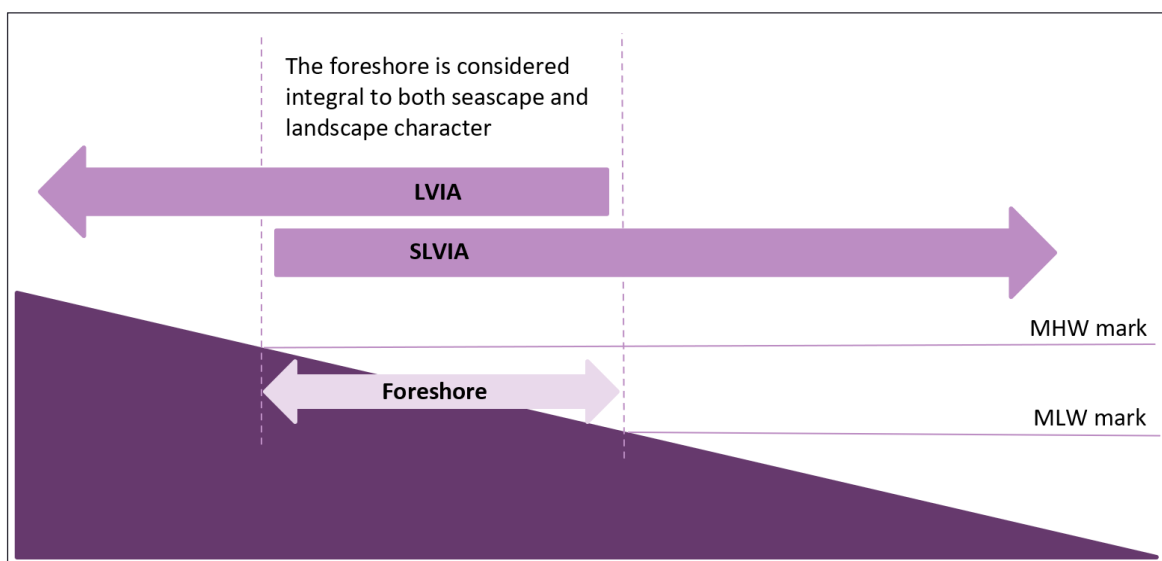 The foreshore is considered
integral to both seascape and
landscape character
LVIA
SLVIA
MHW mark
Foreshore
MLW mark